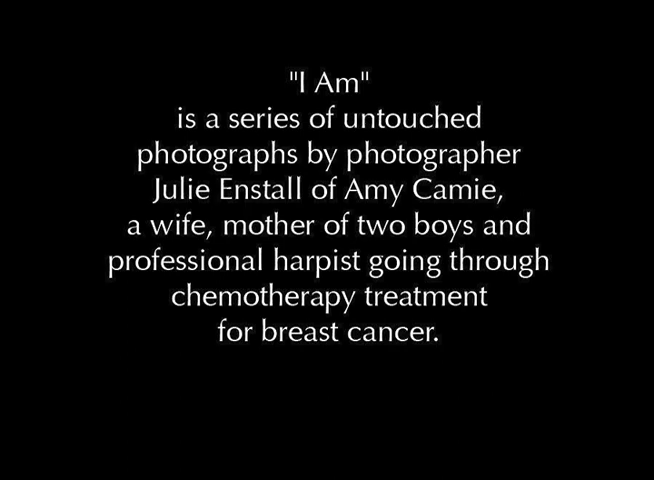 "I Am"
is a series of untouched
photographs by photographer
Julie Enstall of Amy Camie,
a wife, mother of two boys and
professional harpist going through
chemotherapy treatment
for breast cancer.